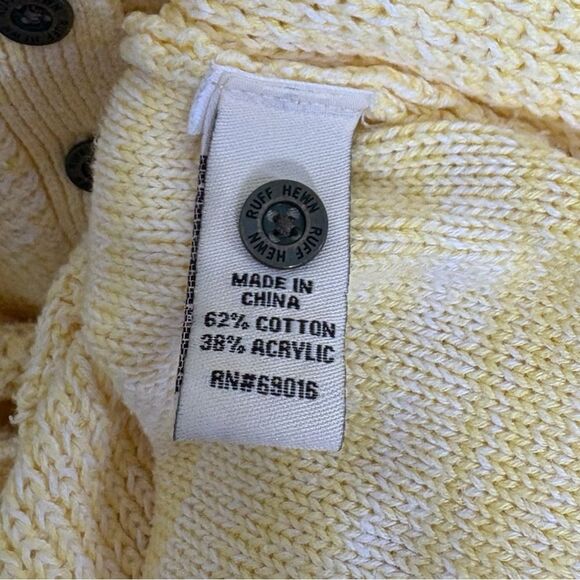 RUFF HEWN RUFF HEWN
MADE IN
CHINA
62% COTTON
38% ACRYLIC
RN#69016